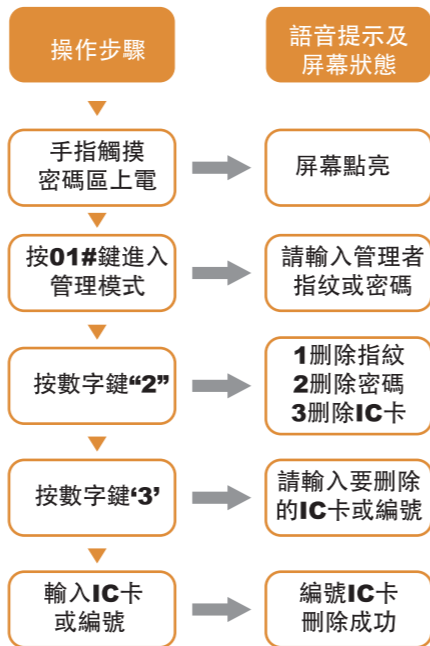 操作步驟
語音提示及
屏幕狀態
手指觸摸
密碼區上電
屏幕點亮
按01#鍵進入
管理模式
請輸入管理者
指纹或密碼
按數字鍵“2”
1删除指紋
2删除密碼
3删除IC卡
按數字鍵‘3’
請輸入要删除
的IC卡或編號
輸入IC卡
或編號
編號IC卡
刪除成功